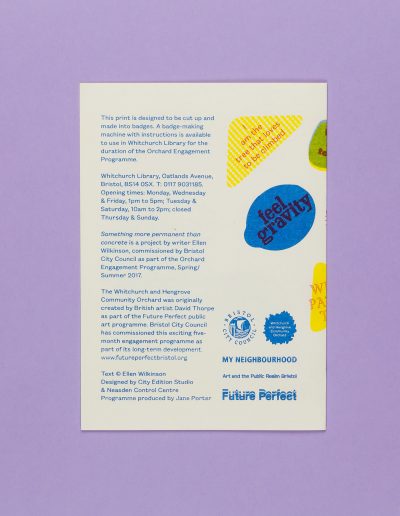 This print is designed to be cut up and
made into badges. A badge-making
machine with instructions is available
to use in Whitchurch Library for the
duration of the Orchard Engagement
Programme.
Whitchurch Library, Oatlands Avenue,
Bristol, BS14 0SX. T: 0117 9031185.
Opening times: Monday, Wednesday
& Friday, 1pm to 5pm; Tuesday &
Saturday, 10am to 2pm; closed
Thursday & Sunday.
Something more permanent than
concrete is a project by writer Ellen
Wilkinson, commissioned by Bristol
City Council as part of the Orchard
Engagement Programme, Spring/
Summer 2017.
The Whitchurch and Hengrove
Community Orchard was originally
created by British artist David Thorpe
as part of the Future Perfect public
art programme. Bristol City Council
has commissioned this exciting five-
month engagement programme as
part of its long-term development.
www.futureperfectbristol.org
Text © Ellen Wilkinson
Designed by City Edition Studio
& Neasden Control Centre
Programme produced by Jane Porter
I
am the
tree that loves
to be climbed
feel
gravity
BRISTOL
CITY COUNCIL
Whitchurch
and Hengrove
Community
Orchard
MY NEIGHBOURHOOD
Art and the Public Realm Bristol
Future Perfect